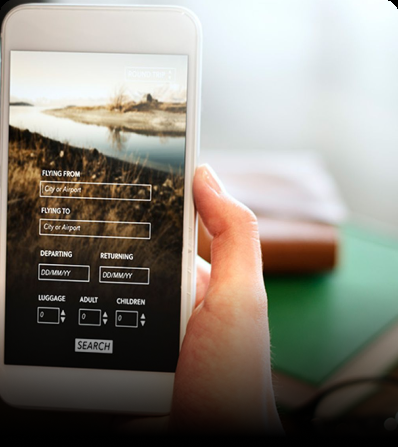 FLYING FROM
City or Airport
FLYING TO
City or Airport
DEPARTING RETURNING
DD/MM/YY DD/MM/YY
LUGGAGE ADULT CHILDREN
0 0 0
SEARCH